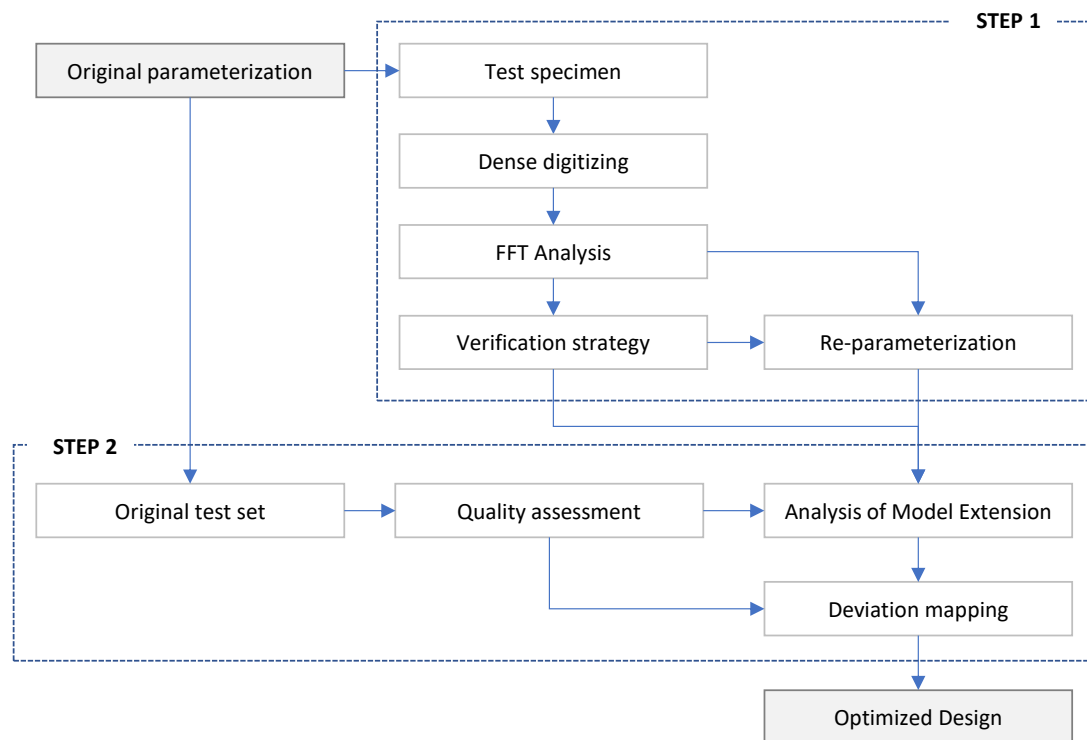 STEP 1
Original parameterization
Test specimen
Dense digitizing
FFT Analysis
Verification strategy
Re-parameterization
STEP 2
Original test set
Quality assessment
Analysis of Model Extension
Deviation mapping
Optimized Design